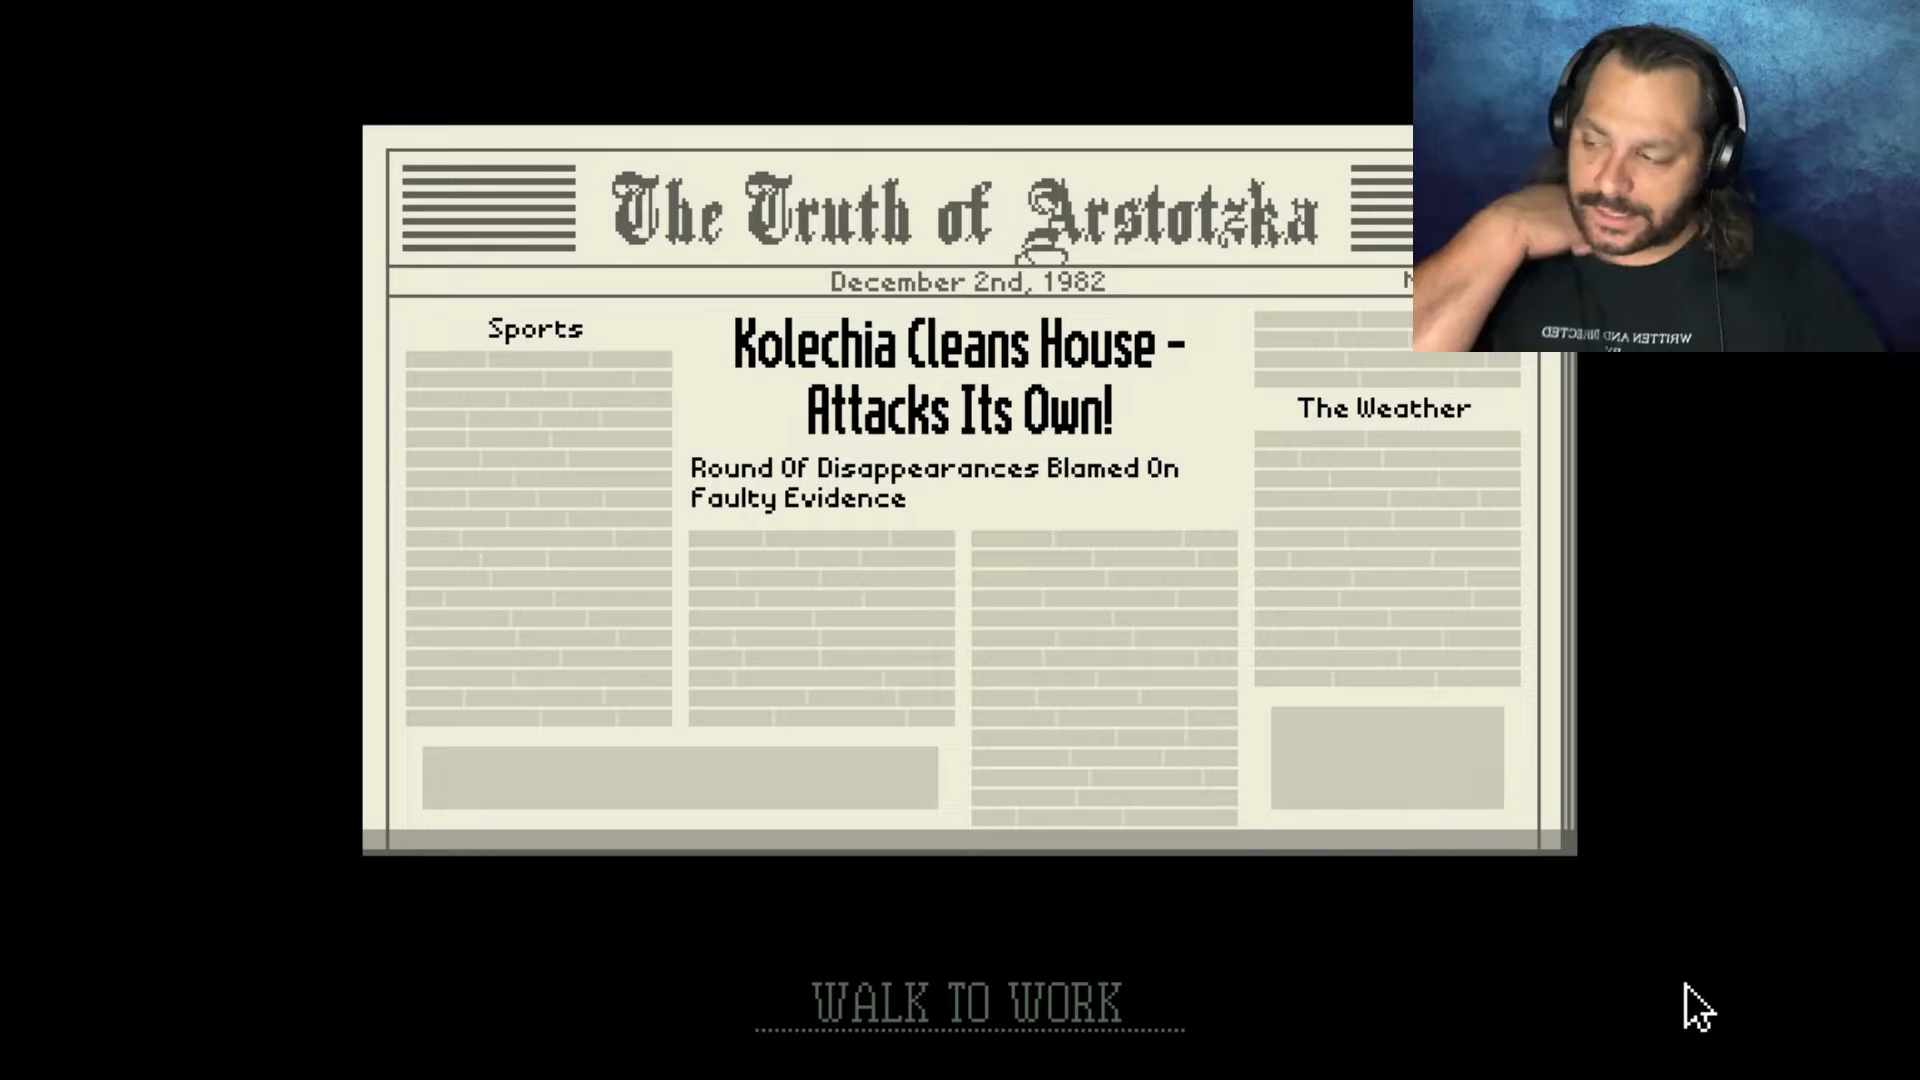 The Truth of Arstotzka
December 2nd, 1982
Sports
Kolechia Cleans House -
Attacks Its Own!
Round Of Disappearances Blamed On
Faulty Evidence
The Weather
WALK TO WORK
WRITTEN AND DIRECTED
BY